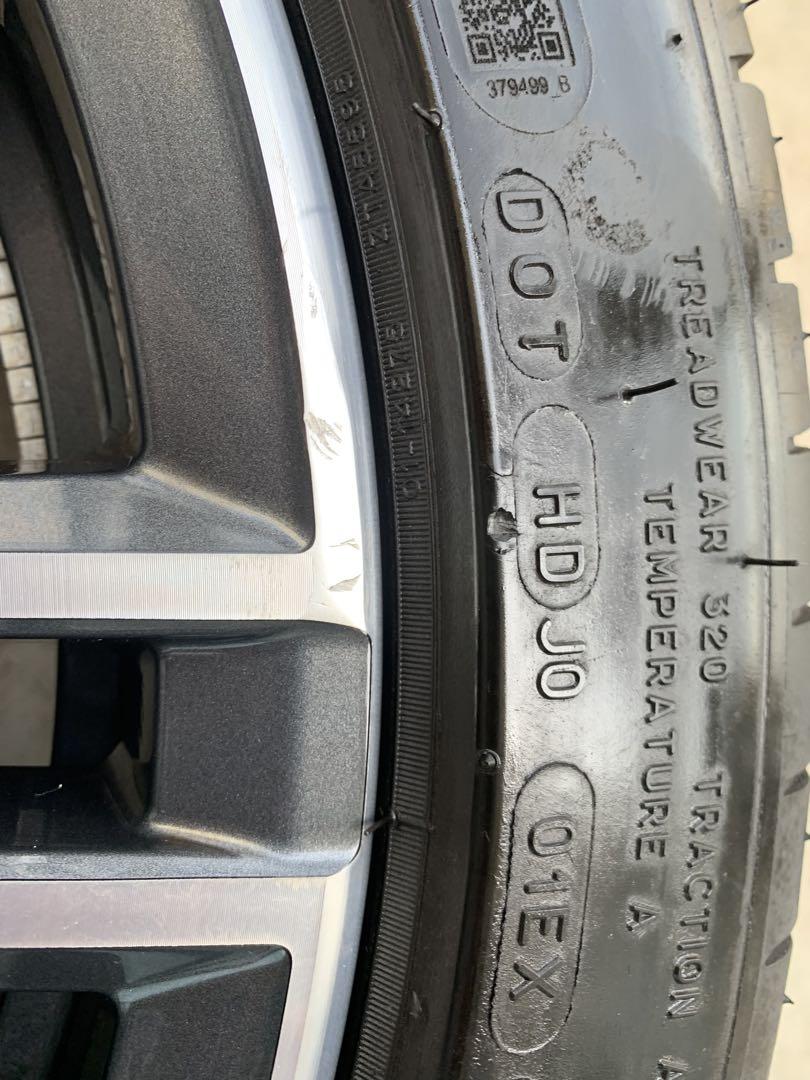 379499_B
DOT HD J0 01EX
TREADWEAR 320 TRACTION A
TEMPERATURE A